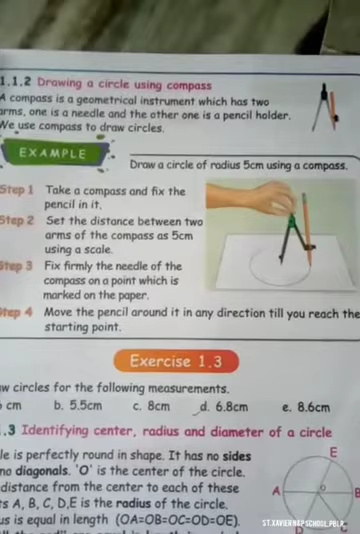 1.1.2 Drawing a circle using compass
A compass is a geometrical instrument which has two
arms, one is a needle and the other one is a pencil holder.
We use compass to draw circles.
EXAMPLE
Draw a circle of radius 5cm using a compass.
Step 1 Take a compass and fix the
pencil in it.
Step 2 Set the distance between two
arms of the compass as 5cm
using a scale.
Step 3 Fix firmly the needle of the
compass on a point which is
marked on the paper.
Step 4 Move the pencil around it in any direction till you reach the
starting point.
Exercise 1.3
circles for the following measurements.
cm b. 5.5cm c. 8cm d. 6.8cm e. 8.6cm
.3 Identifying center, radius and diameter of a circle
is perfectly round in shape. It has no sides
no diagonals. 'O' is the center of the circle.
distance from the center to each of these
A, B, C, D,E is the radius of the circle.
is equal in length (OA=OB=OC=OD=OE).
E
A
O
B
D
C
ST.XAVIER NAP SCHOOL,PBLR